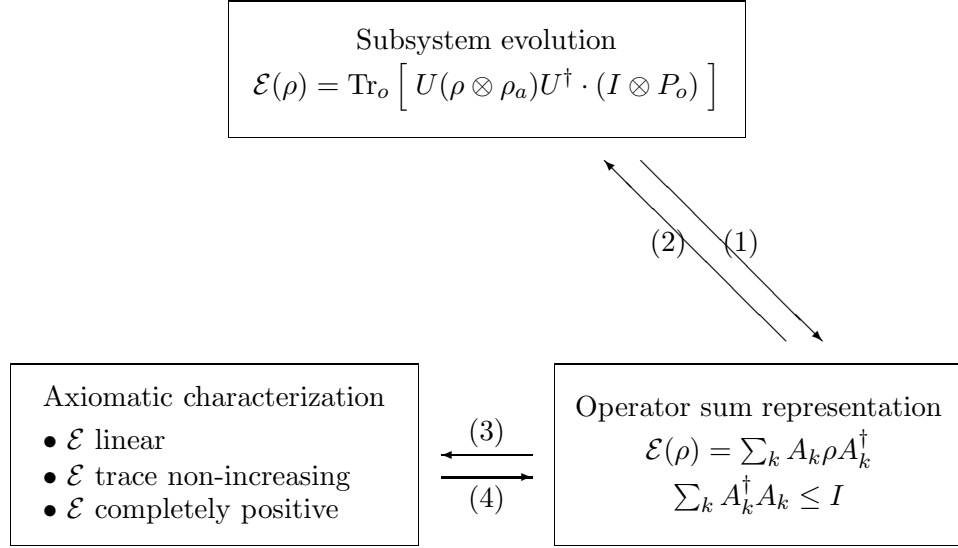 Subsystem evolution
ℰ(ρ) = Tr_o [ U(ρ ⊗ ρ_a)U^† · (I ⊗ P_o) ]
(2) (1)
Axiomatic characterization
• ℰ linear
• ℰ trace non-increasing
• ℰ completely positive
(3)
(4)
Operator sum representation
ℰ(ρ) = ∑_k A_k ρ A_k^†
∑_k A_k^† A_k ≤ I